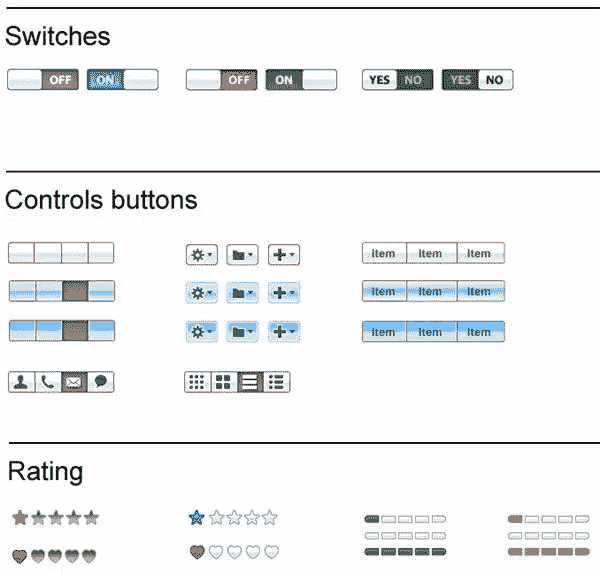 Switches
OFF ON OFF ON YES NO YES NO
Controls buttons
Item Item Item
Item Item Item
Item Item Item
Rating